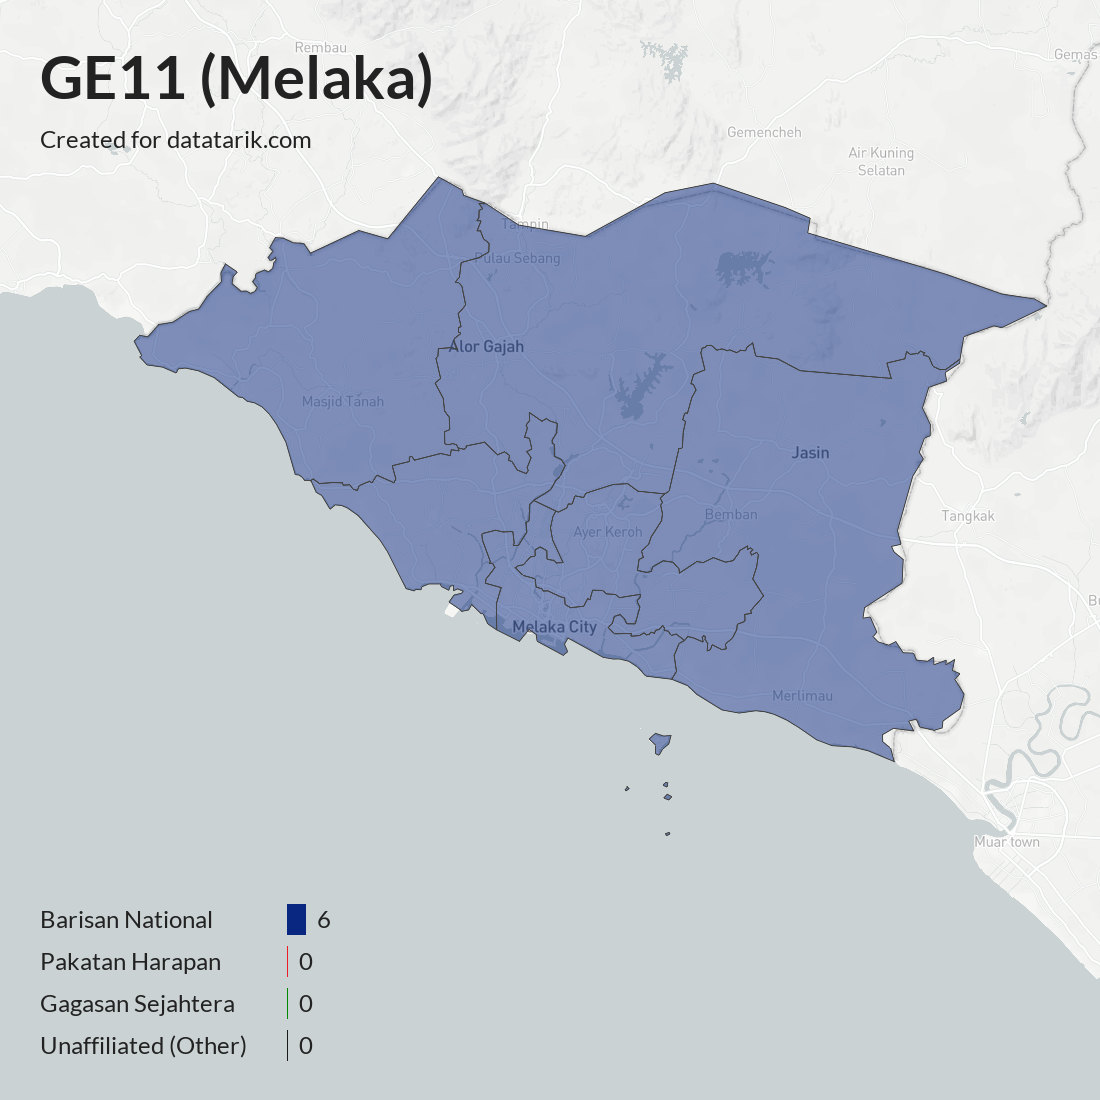 Rembau
Gemas
GE11 (Melaka)
Created for datatarik.com
Gemencheh
Air Kuning
Selatan
Tampin
Pulau Sebang
Alor Gajah
Masjid Tanah
Jasin
Bemban
Tangkak
Ayer Keroh
Melaka City
Merlimau
Muar town
Barisan National 6
Pakatan Harapan 0
Gagasan Sejahtera 0
Unaffiliated (Other) 0